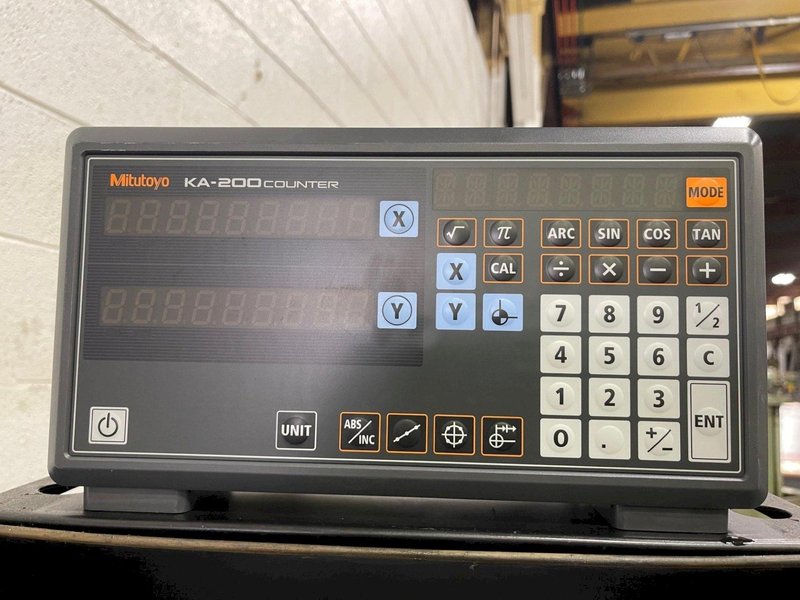 Mitutoyo KA-200 COUNTER
MODE
X
√ π ARC SIN COS TAN
X CAL ÷ × − +
Y Y 7 8 9 1/2
4 5 6 C
1 2 3 ENT
UNIT ABS/INC 0 . +/−